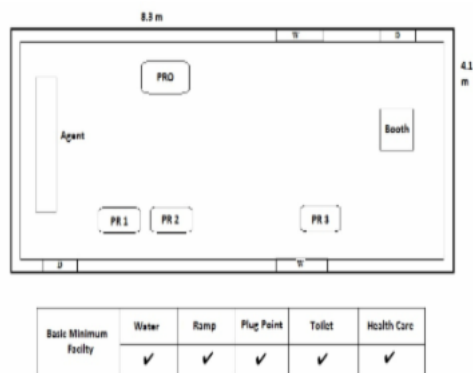 8.3 m
W
D
4.1
m
PRO
Agent
Booth
PR 1
PR 2
PR 3
D
W
Basic Minimum
Facilty
Water
Ramp
Plug Point
Toilet
Health Care
✓ ✓ ✓ ✓ ✓